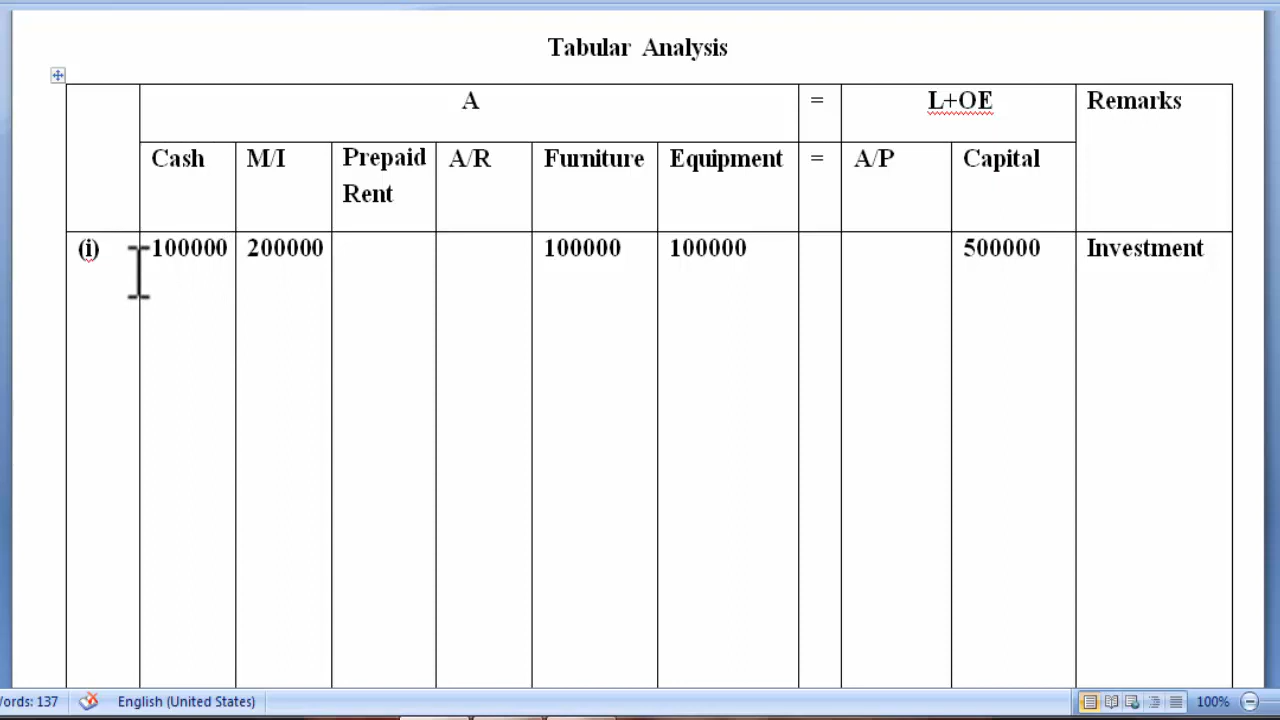 Tabular Analysis
A = L+OE Remarks
Cash M/I Prepaid Rent A/R Furniture Equipment = A/P Capital
(i) 100000 200000 100000 100000 500000 Investment
ords: 137 English (United States) 100%